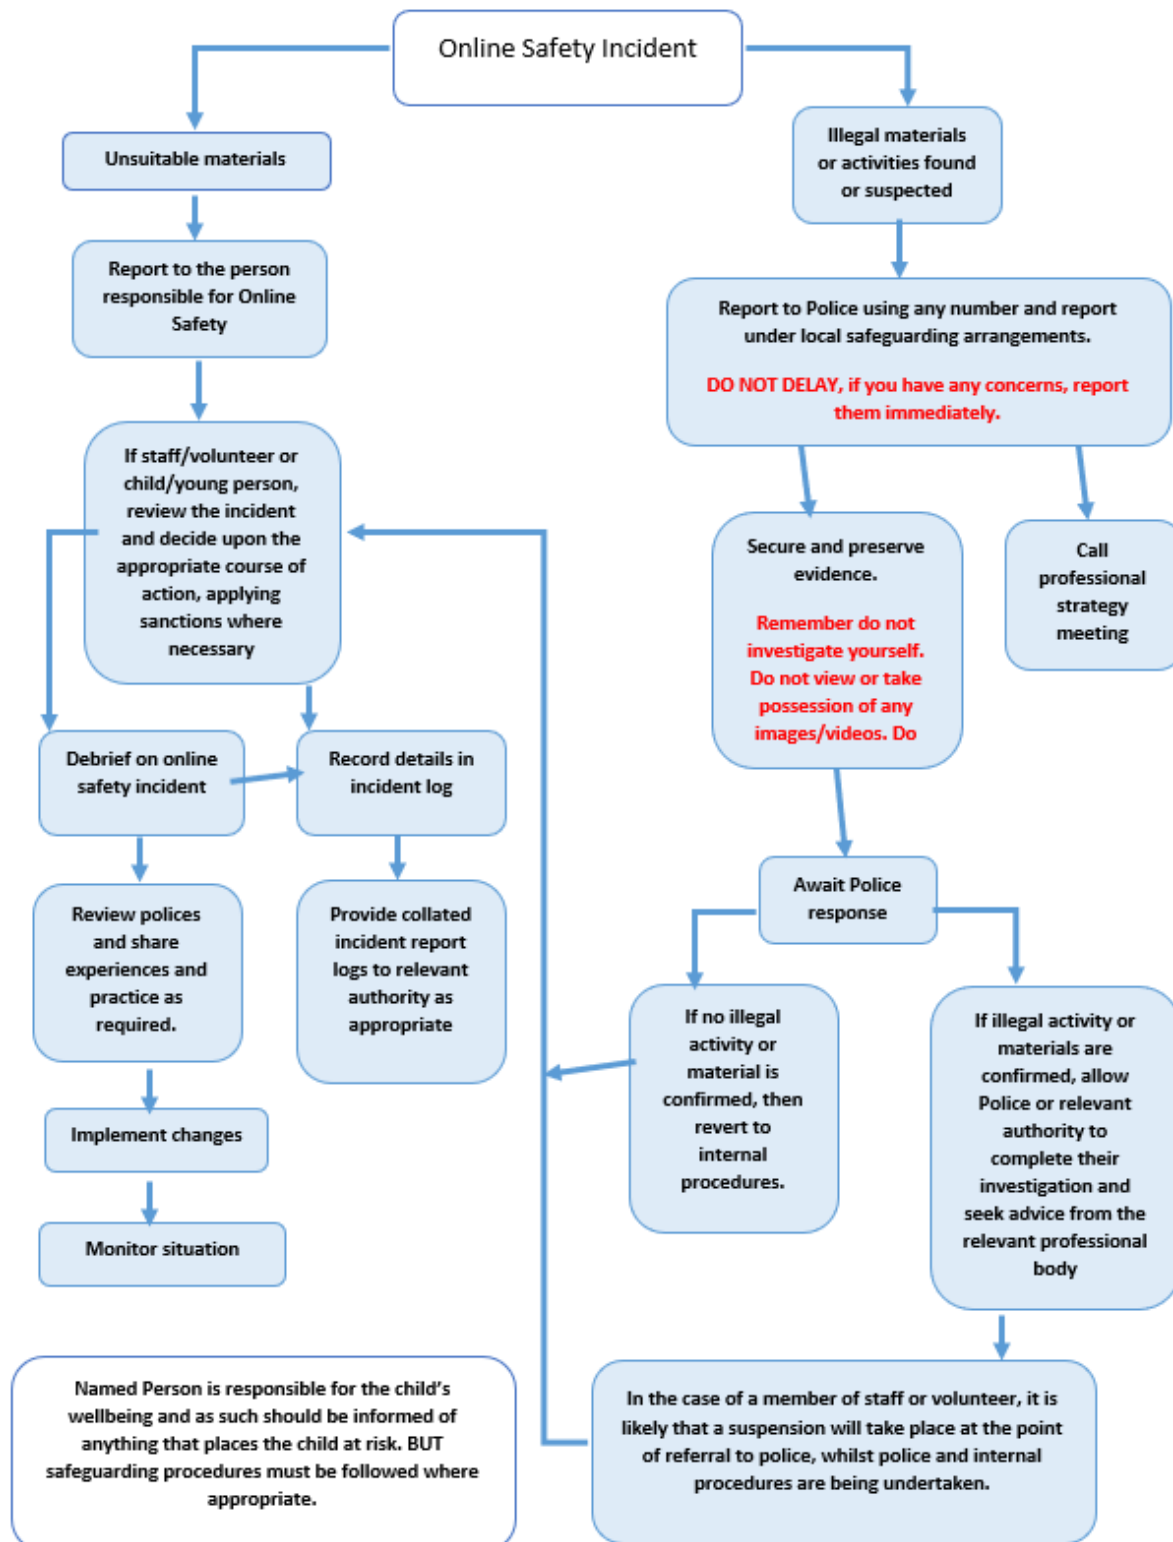 Online Safety Incident
Unsuitable materials
Report to the person
responsible for Online
Safety
If staff/volunteer or
child/young person,
review the incident
and decide upon the
appropriate course of
action, applying
sanctions where
necessary
Debrief on online
safety incident
Record details in
incident log
Review polices
and share
experiences and
practice as
required.
Provide collated
incident report
logs to relevant
authority as
appropriate
Implement changes
Monitor situation
Illegal materials
or activities found
or suspected
Report to Police using any number and report
under local safeguarding arrangements.
DO NOT DELAY, if you have any concerns, report
them immediately.
Secure and preserve
evidence.
Remember do not
investigate yourself.
Do not view or take
possession of any
images/videos. Do
Call
professional
strategy
meeting
Await Police
response
If no illegal
activity or
material is
confirmed, then
revert to
internal
procedures.
If illegal activity or
materials are
confirmed, allow
Police or relevant
authority to
complete their
investigation and
seek advice from the
relevant professional
body
Named Person is responsible for the child’s
wellbeing and as such should be informed of
anything that places the child at risk. BUT
safeguarding procedures must be followed where
appropriate.
In the case of a member of staff or volunteer, it is
likely that a suspension will take place at the point
of referral to police, whilst police and internal
procedures are being undertaken.